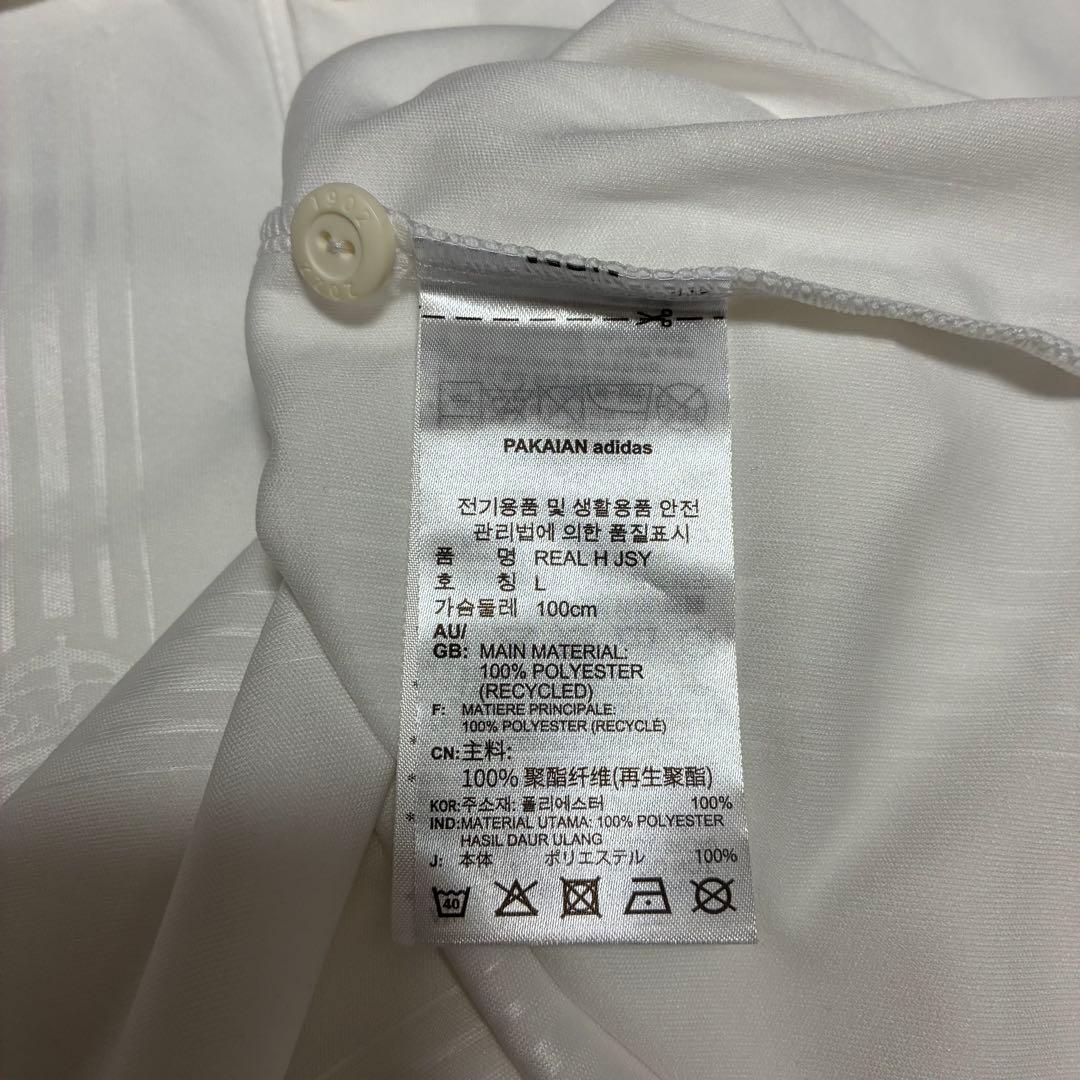 1902
2022
PAKAIAN adidas
전기용품 및 생활용품 안전
관리법에 의한 품질표시
품 명 REAL H JSY
호 칭 L
가슴둘레 100cm
AU/
GB: MAIN MATERIAL:
100% POLYESTER
(RECYCLED)
F: MATIERE PRINCIPALE:
100% POLYESTER (RECYCLÉ)
CN:主料:
100% 聚酯纤维(再生聚酯)
KOR:주소재: 폴리에스터 100%
IND:MATERIAL UTAMA: 100% POLYESTER
HASIL DAUR ULANG
J: 本体 ポリエステル 100%
40